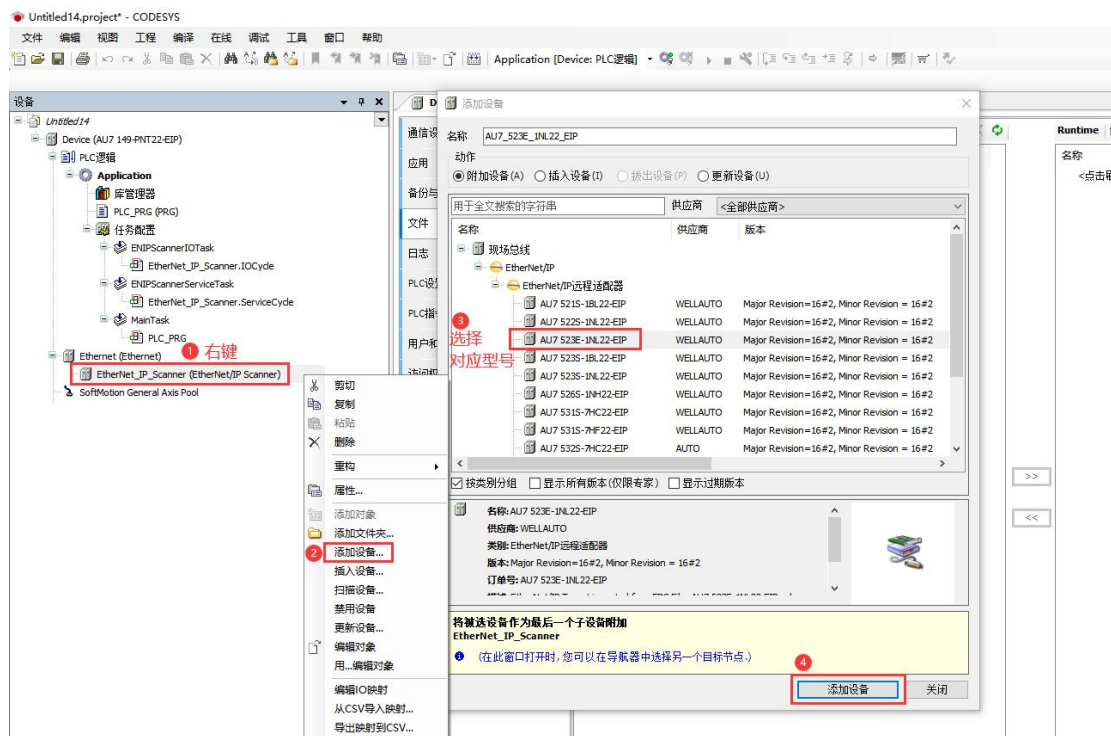 Untitled14.project* - CODESYS
文件 编辑 视图 工程 编译 在线 调试 工具 窗口 帮助
Application [Device: PLC逻辑]
设备
Untitled14
Device (AU7 149-PNT22-EIP)
PLC逻辑
Application
库管理器
PLC_PRG (PRG)
任务配置
ENIPScannerIOTask
EtherNet_IP_Scanner.IOCycle
ENIPScannerServiceTask
EtherNet_IP_Scanner.ServiceCycle
MainTask
PLC_PRG
Ethernet (Ethernet)
1 右键
EtherNet_IP_Scanner (EtherNet/IP Scanner)
SoftMotion General Axis Pool
剪切
复制
粘贴
删除
重构
属性...
添加对象
添加文件夹...
2 添加设备...
插入设备...
扫描设备...
禁用设备
更新设备...
编辑对象
用...编辑对象
编辑IO映射
从CSV导入映射...
导出映射到CSV...
D
通信设
应用
备份与
文件
日志
PLC设
PLC指
用户和
添加设备
名称 AU7_523E_1NL22_EIP
动作
附加设备(A) 插入设备(I) 拔出设备(P) 更新设备(U)
用于全文搜索的字符串 供应商 <全部供应商>
名称 供应商 版本
现场总线
EtherNet/IP
EtherNet/IP远程适配器
AU7 521S-1BL22-EIP WELLAUTO Major Revision=16#2, Minor Revision = 16#2
AU7 522S-1NL22-EIP WELLAUTO Major Revision=16#2, Minor Revision = 16#2
AU7 523E-1NL22-EIP WELLAUTO Major Revision=16#2, Minor Revision = 16#2
AU7 523S-1BL22-EIP WELLAUTO Major Revision=16#2, Minor Revision = 16#2
AU7 523S-1NL22-EIP WELLAUTO Major Revision=16#2, Minor Revision = 16#2
AU7 526S-1NH22-EIP WELLAUTO Major Revision=16#2, Minor Revision = 16#2
AU7 531S-7HC22-EIP WELLAUTO Major Revision=16#2, Minor Revision = 16#2
AU7 531S-7HF22-EIP WELLAUTO Major Revision=16#2, Minor Revision = 16#2
AU7 532S-7HC22-EIP AUTO Major Revision=16#2, Minor Revision = 16#2
3
选择
对应型号
按类别分组 显示所有版本(仅限专家) 显示过期版本
名称: AU7 523E-1NL22-EIP
供应商: WELLAUTO
类别: EtherNet/IP远程适配器
版本: Major Revision=16#2, Minor Revision = 16#2
订单号: AU7 523E-1NL22-EIP
将被选设备作为最后一个子设备附加
EtherNet_IP_Scanner
(在此窗口打开时, 您可以在导航器中选择另一个目标节点.)
4
添加设备 关闭
Runtime
名称
<点击
>>
<<